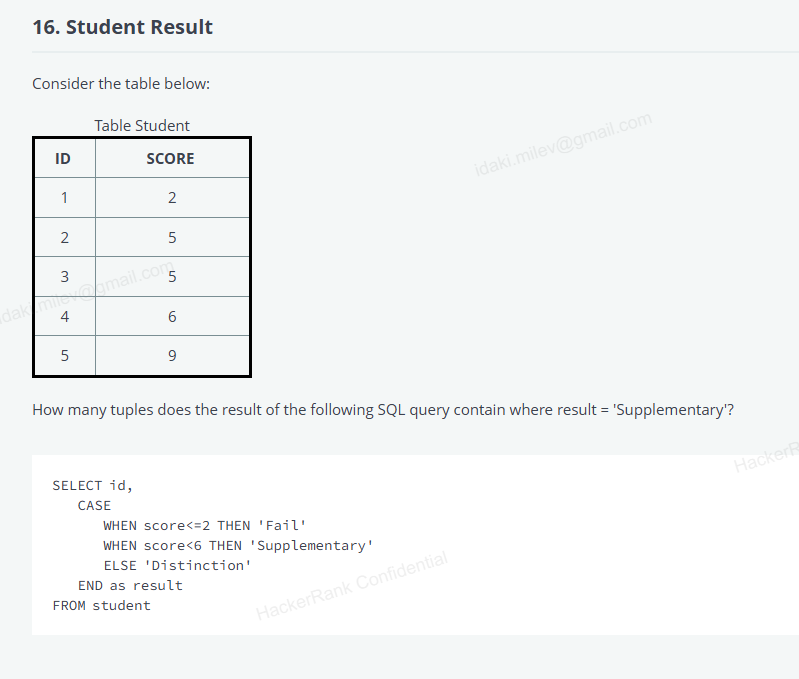 16. Student Result
Consider the table below:
Table Student
ID SCORE
1 2
2 5
3 5
4 6
5 9
idaki.milev@gmail.com
idaki.milev@gmail.com
How many tuples does the result of the following SQL query contain where result = 'Supplementary'?
HackerR
SELECT id,
CASE
WHEN score<=2 THEN 'Fail'
WHEN score<6 THEN 'Supplementary'
ELSE 'Distinction'
END as result
FROM student
HackerRank Confidential